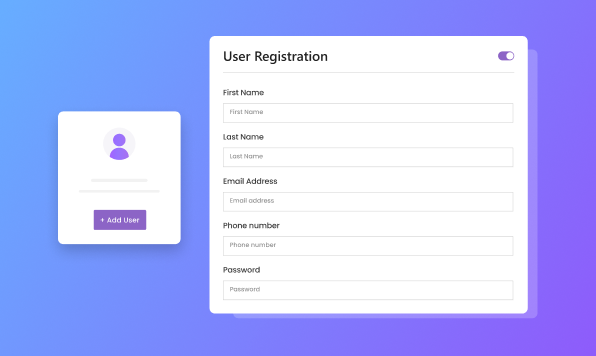 User Registration
First Name
First Name
Last Name
Last Name
Email Address
Email address
Phone number
Phone number
Password
Password
+ Add User